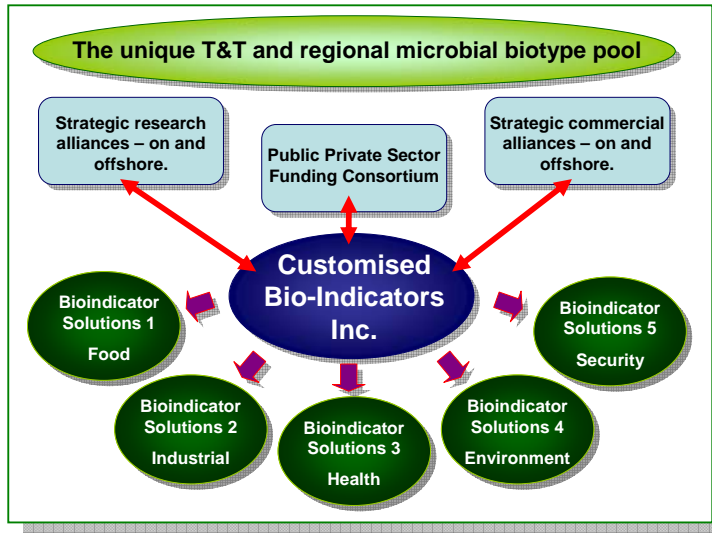 The unique T&T and regional microbial biotype pool
Strategic research
alliances – on and
offshore.
Public Private Sector
Funding Consortium
Strategic commercial
alliances – on and
offshore.
Customised
Bio-Indicators
Inc.
Bioindicator
Solutions 1
Food
Bioindicator
Solutions 2
Industrial
Bioindicator
Solutions 3
Health
Bioindicator
Solutions 4
Environment
Bioindicator
Solutions 5
Security